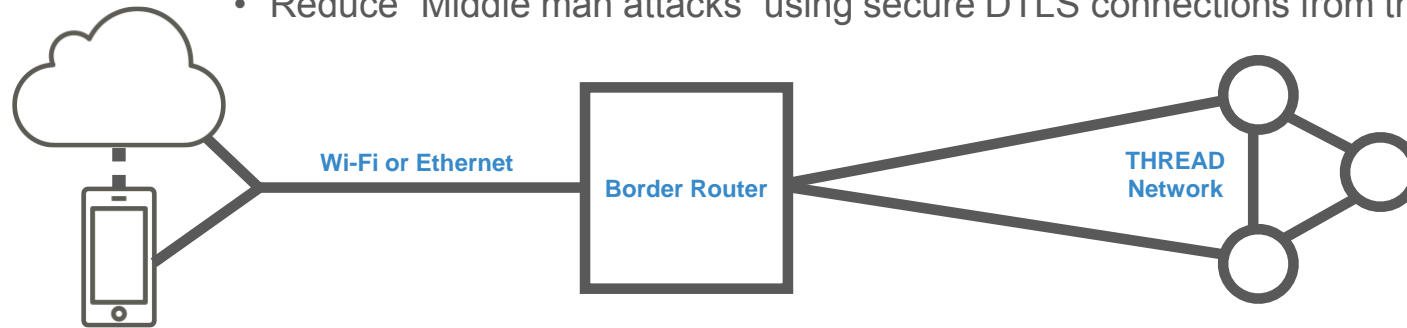 • Reduce "Middle man attacks" using secure DTLS connections from
Wi-Fi or Ethernet
Border Router
THREAD
Network